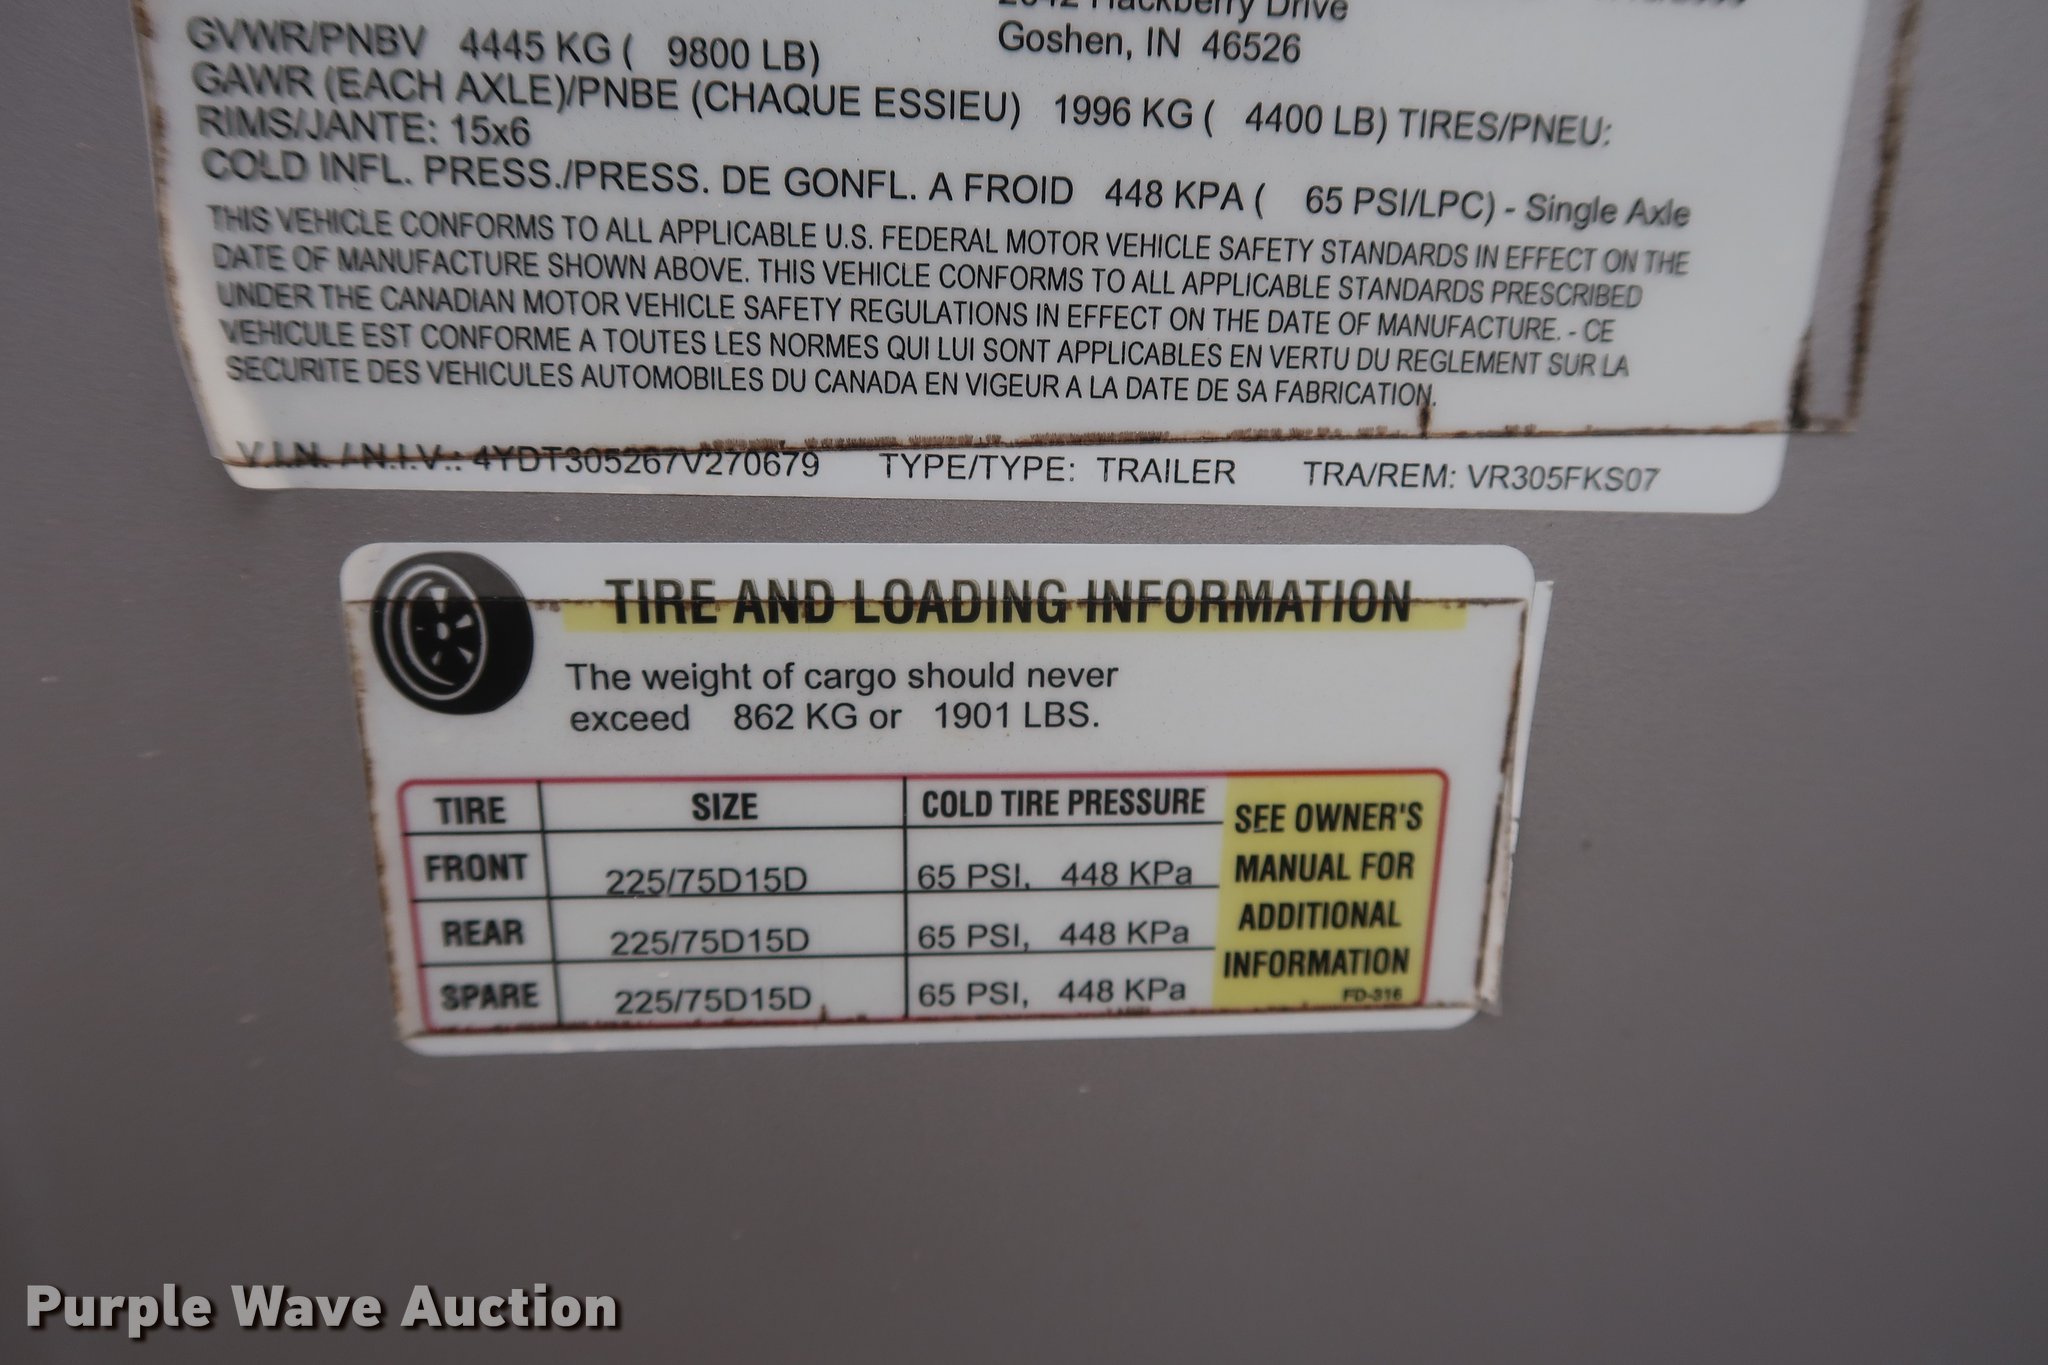 Hackberry Drive
GVWR/PNBV 4445 KG ( 9800 LB)
Goshen, IN 46526
GAWR (EACH AXLE)/PNBE (CHAQUE ESSIEU) 1996 KG ( 4400 LB) TIRES/PNEU:
RIMS/JANTE: 15x6
COLD INFL. PRESS./PRESS. DE GONFL. A FROID 448 KPA ( 65 PSI/LPC) - Single Axle
THIS VEHICLE CONFORMS TO ALL APPLICABLE U.S. FEDERAL MOTOR VEHICLE SAFETY STANDARDS IN EFFECT ON THE
DATE OF MANUFACTURE SHOWN ABOVE. THIS VEHICLE CONFORMS TO ALL APPLICABLE STANDARDS PRESCRIBED
UNDER THE CANADIAN MOTOR VEHICLE SAFETY REGULATIONS IN EFFECT ON THE DATE OF MANUFACTURE. - CE
VEHICULE EST CONFORME A TOUTES LES NORMES QUI LUI SONT APPLICABLES EN VERTU DU REGLEMENT SUR LA
SECURITE DES VEHICULES AUTOMOBILES DU CANADA EN VIGEUR A LA DATE DE SA FABRICATION.
V.I.N. / N.I.V.: 4YDT305267V270679 TYPE/TYPE: TRAILER TRA/REM: VR305FKS07
TIRE AND LOADING INFORMATION
The weight of cargo should never
exceed 862 KG or 1901 LBS.
TIRE SIZE COLD TIRE PRESSURE
FRONT 225/75D15D 65 PSI, 448 KPa
REAR 225/75D15D 65 PSI, 448 KPa
SPARE 225/75D15D 65 PSI, 448 KPa
SEE OWNER'S
MANUAL FOR
ADDITIONAL
INFORMATION
FD-316
Purple Wave Auction